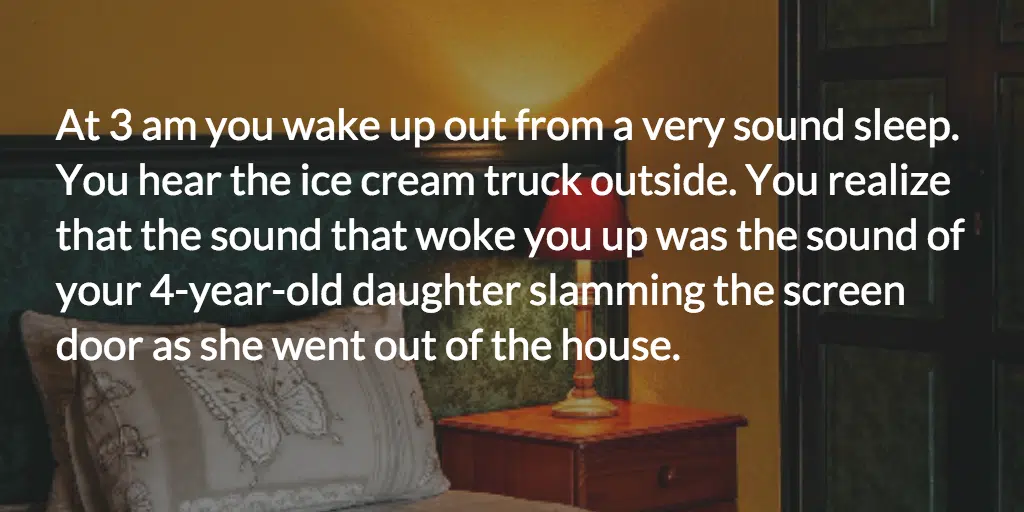 At 3 am you wake up out from a very sound sleep.
You hear the ice cream truck outside. You realize
that the sound that woke you up was the sound of
your 4-year-old daughter slamming the screen
door as she went out of the house.